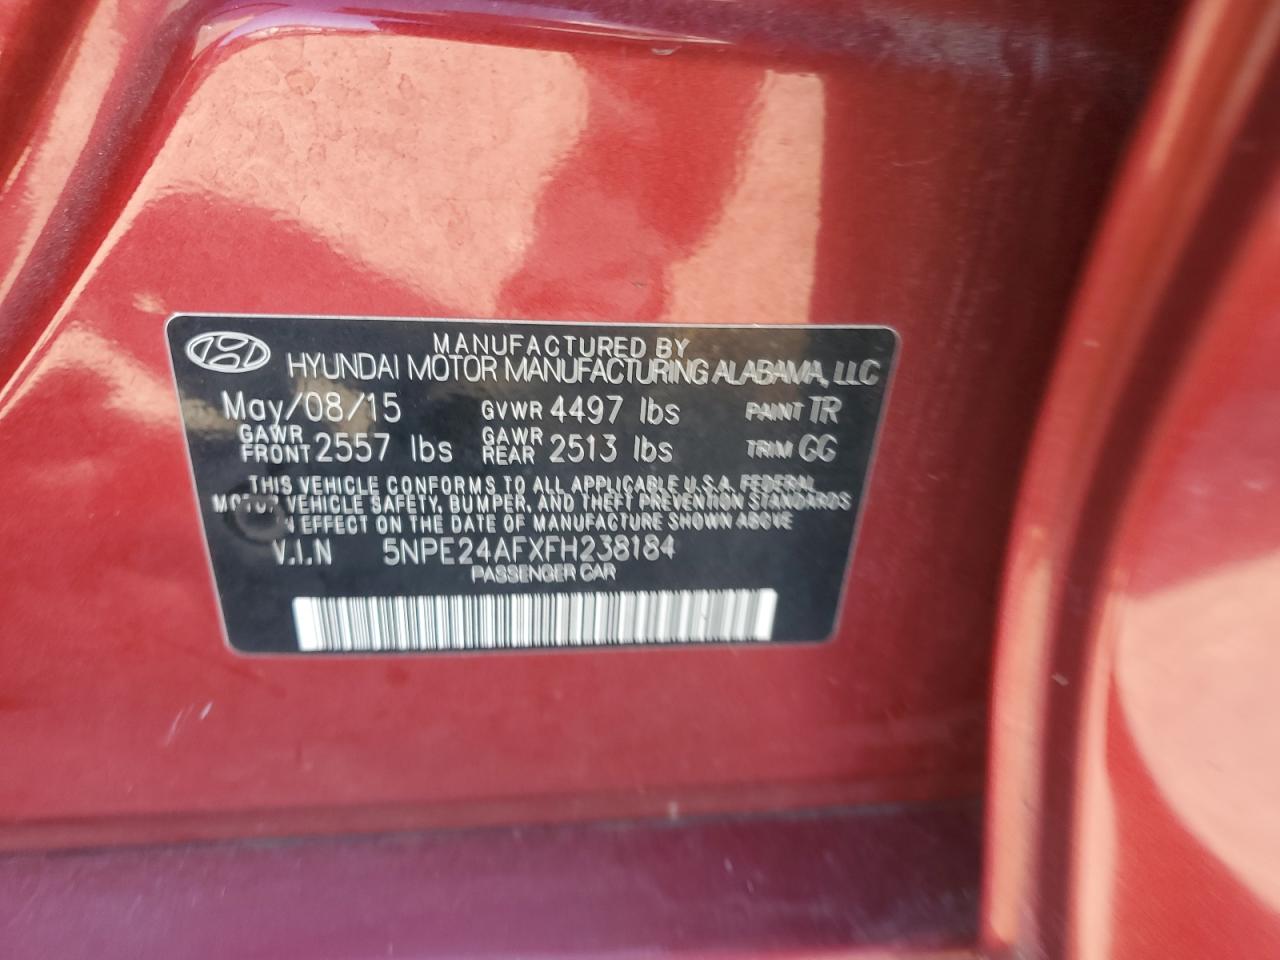 MANUFACTURED BY
HYUNDAI MOTOR MANUFACTURING ALABAMA, LLC
May/08/15 GVWR 4497 lbs PAINT TR
GAWR FRONT 2557 lbs GAWR REAR 2513 lbs TRIM GG
THIS VEHICLE CONFORMS TO ALL APPLICABLE U.S.A. FEDERAL
MOTOR VEHICLE SAFETY, BUMPER, AND THEFT PREVENTION STANDARDS
IN EFFECT ON THE DATE OF MANUFACTURE SHOWN ABOVE
V.I.N 5NPE24AFXFH238184
PASSENGER CAR